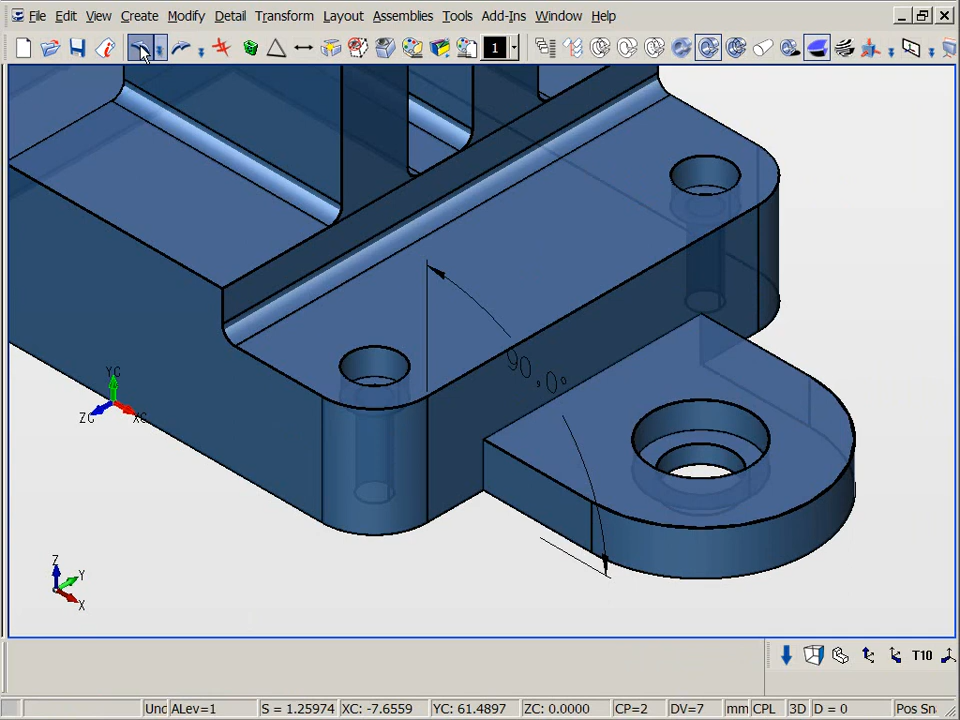 File Edit View Create Modify Detail Transform Layout Assemblies Tools Add-Ins Window Help
1
90,0°
YC
ZC XC
Z
Y
X
T10
Unc ALev=1 S = 1.25974 XC: -7.6559 YC: 61.4897 ZC: 0.0000 CP=2 DV=7 mm CPL 3D D = 0 Pos Sn